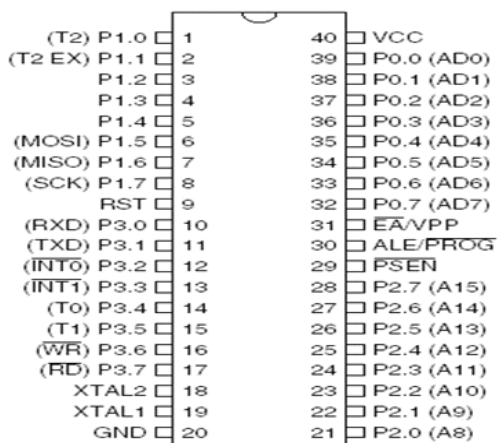 (T2) P1.0 1 40 VCC
(T2 EX) P1.1 2 39 P0.0 (AD0)
P1.2 3 38 P0.1 (AD1)
P1.3 4 37 P0.2 (AD2)
P1.4 5 36 P0.3 (AD3)
(MOSI) P1.5 6 35 P0.4 (AD4)
(MISO) P1.6 7 34 P0.5 (AD5)
(SCK) P1.7 8 33 P0.6 (AD6)
RST 9 32 P0.7 (AD7)
(RXD) P3.0 10 31 E̅A̅/VPP
(TXD) P3.1 11 30 ALE/P̅R̅O̅G̅
(I̅N̅T̅0̅) P3.2 12 29 P̅S̅E̅N̅
(I̅N̅T̅1̅) P3.3 13 28 P2.7 (A15)
(T0) P3.4 14 27 P2.6 (A14)
(T1) P3.5 15 26 P2.5 (A13)
(W̅R̅) P3.6 16 25 P2.4 (A12)
(R̅D̅) P3.7 17 24 P2.3 (A11)
XTAL2 18 23 P2.2 (A10)
XTAL1 19 22 P2.1 (A9)
GND 20 21 P2.0 (A8)